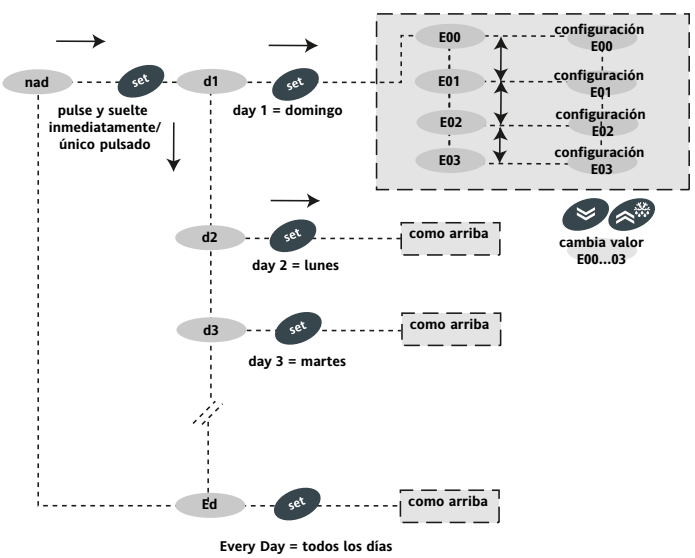 nad
set
d1
set
E00
configuración
E00
E01
configuración
E01
E02
configuración
E02
E03
configuración
E03
pulse y suelte
inmediatamente/
único pulsado
day 1 = domingo
d2
set
como arriba
day 2 = lunes
cambia valor
E00...03
d3
set
como arriba
day 3 = martes
Ed
set
como arriba
Every Day = todos los días